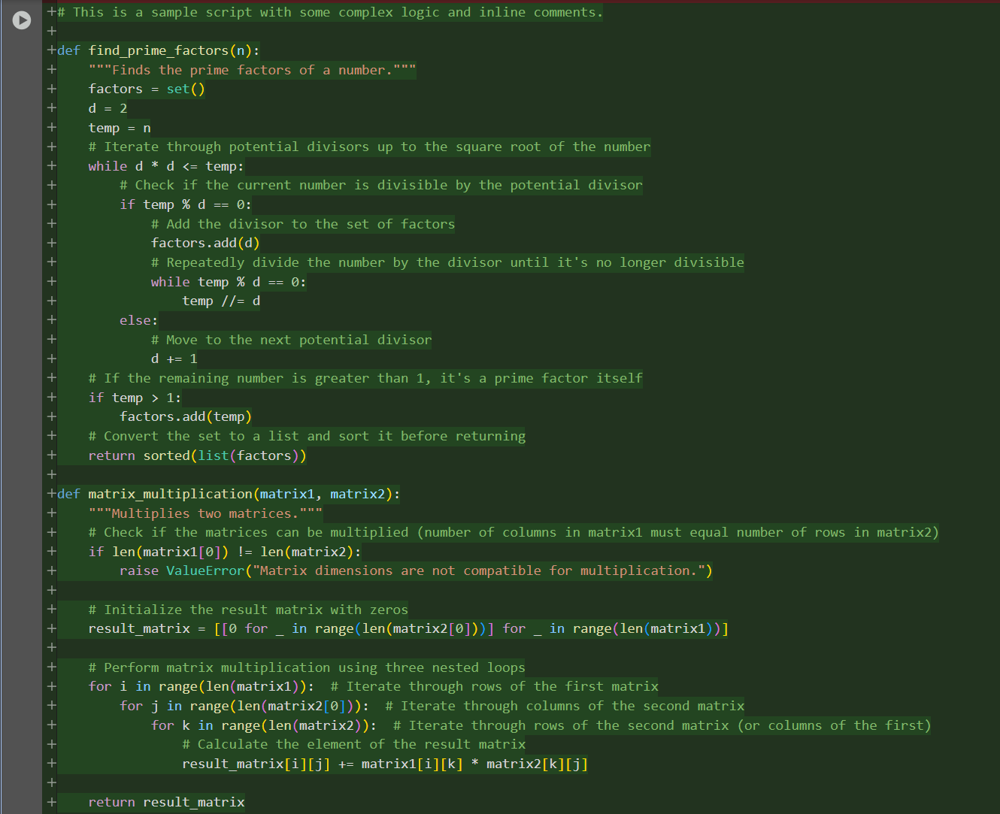 +# This is a sample script with some complex logic and inline comments.
+
+def find_prime_factors(n):
+    """Finds the prime factors of a number."""
+    factors = set()
+    d = 2
+    temp = n
+    # Iterate through potential divisors up to the square root of the number
+    while d * d <= temp:
+        # Check if the current number is divisible by the potential divisor
+        if temp % d == 0:
+            # Add the divisor to the set of factors
+            factors.add(d)
+            # Repeatedly divide the number by the divisor until it's no longer divisible
+            while temp % d == 0:
+                temp //= d
+        else:
+            # Move to the next potential divisor
+            d += 1
+    # If the remaining number is greater than 1, it's a prime factor itself
+    if temp > 1:
+        factors.add(temp)
+    # Convert the set to a list and sort it before returning
+    return sorted(list(factors))
+
+def matrix_multiplication(matrix1, matrix2):
+    """Multiplies two matrices."""
+    # Check if the matrices can be multiplied (number of columns in matrix1 must equal number of rows in matrix2)
+    if len(matrix1[0]) != len(matrix2):
+        raise ValueError("Matrix dimensions are not compatible for multiplication.")
+
+    # Initialize the result matrix with zeros
+    result_matrix = [[0 for _ in range(len(matrix2[0]))] for _ in range(len(matrix1))]
+
+    # Perform matrix multiplication using three nested loops
+    for i in range(len(matrix1)):  # Iterate through rows of the first matrix
+        for j in range(len(matrix2[0])):  # Iterate through columns of the second matrix
+            for k in range(len(matrix2)):  # Iterate through rows of the second matrix (or columns of the first)
+                # Calculate the element of the result matrix
+                result_matrix[i][j] += matrix1[i][k] * matrix2[k][j]
+
+    return result_matrix